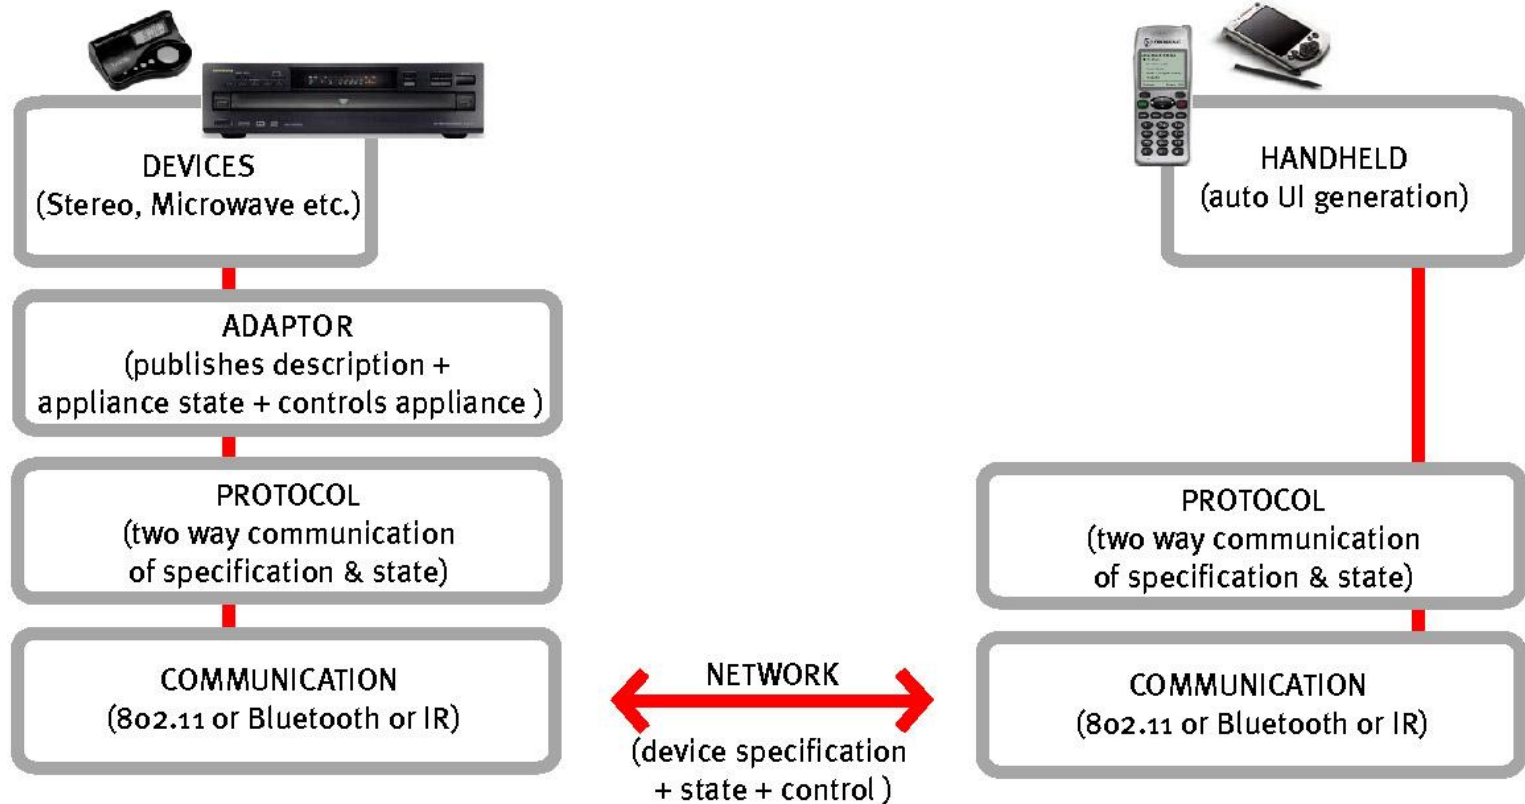 DEVICES
(Stereo, Microwave etc.)
ADAPTOR
(publishes description +
appliance state + controls appliance )
PROTOCOL
(two way communication
of specification & state)
COMMUNICATION
(802.11 or Bluetooth or IR)
NETWORK
(device specification
+ state + control )
HANDHELD
(auto UI generation)
PROTOCOL
(two way communication
of specification & state)
COMMUNICATION
(802.11 or Bluetooth or IR)